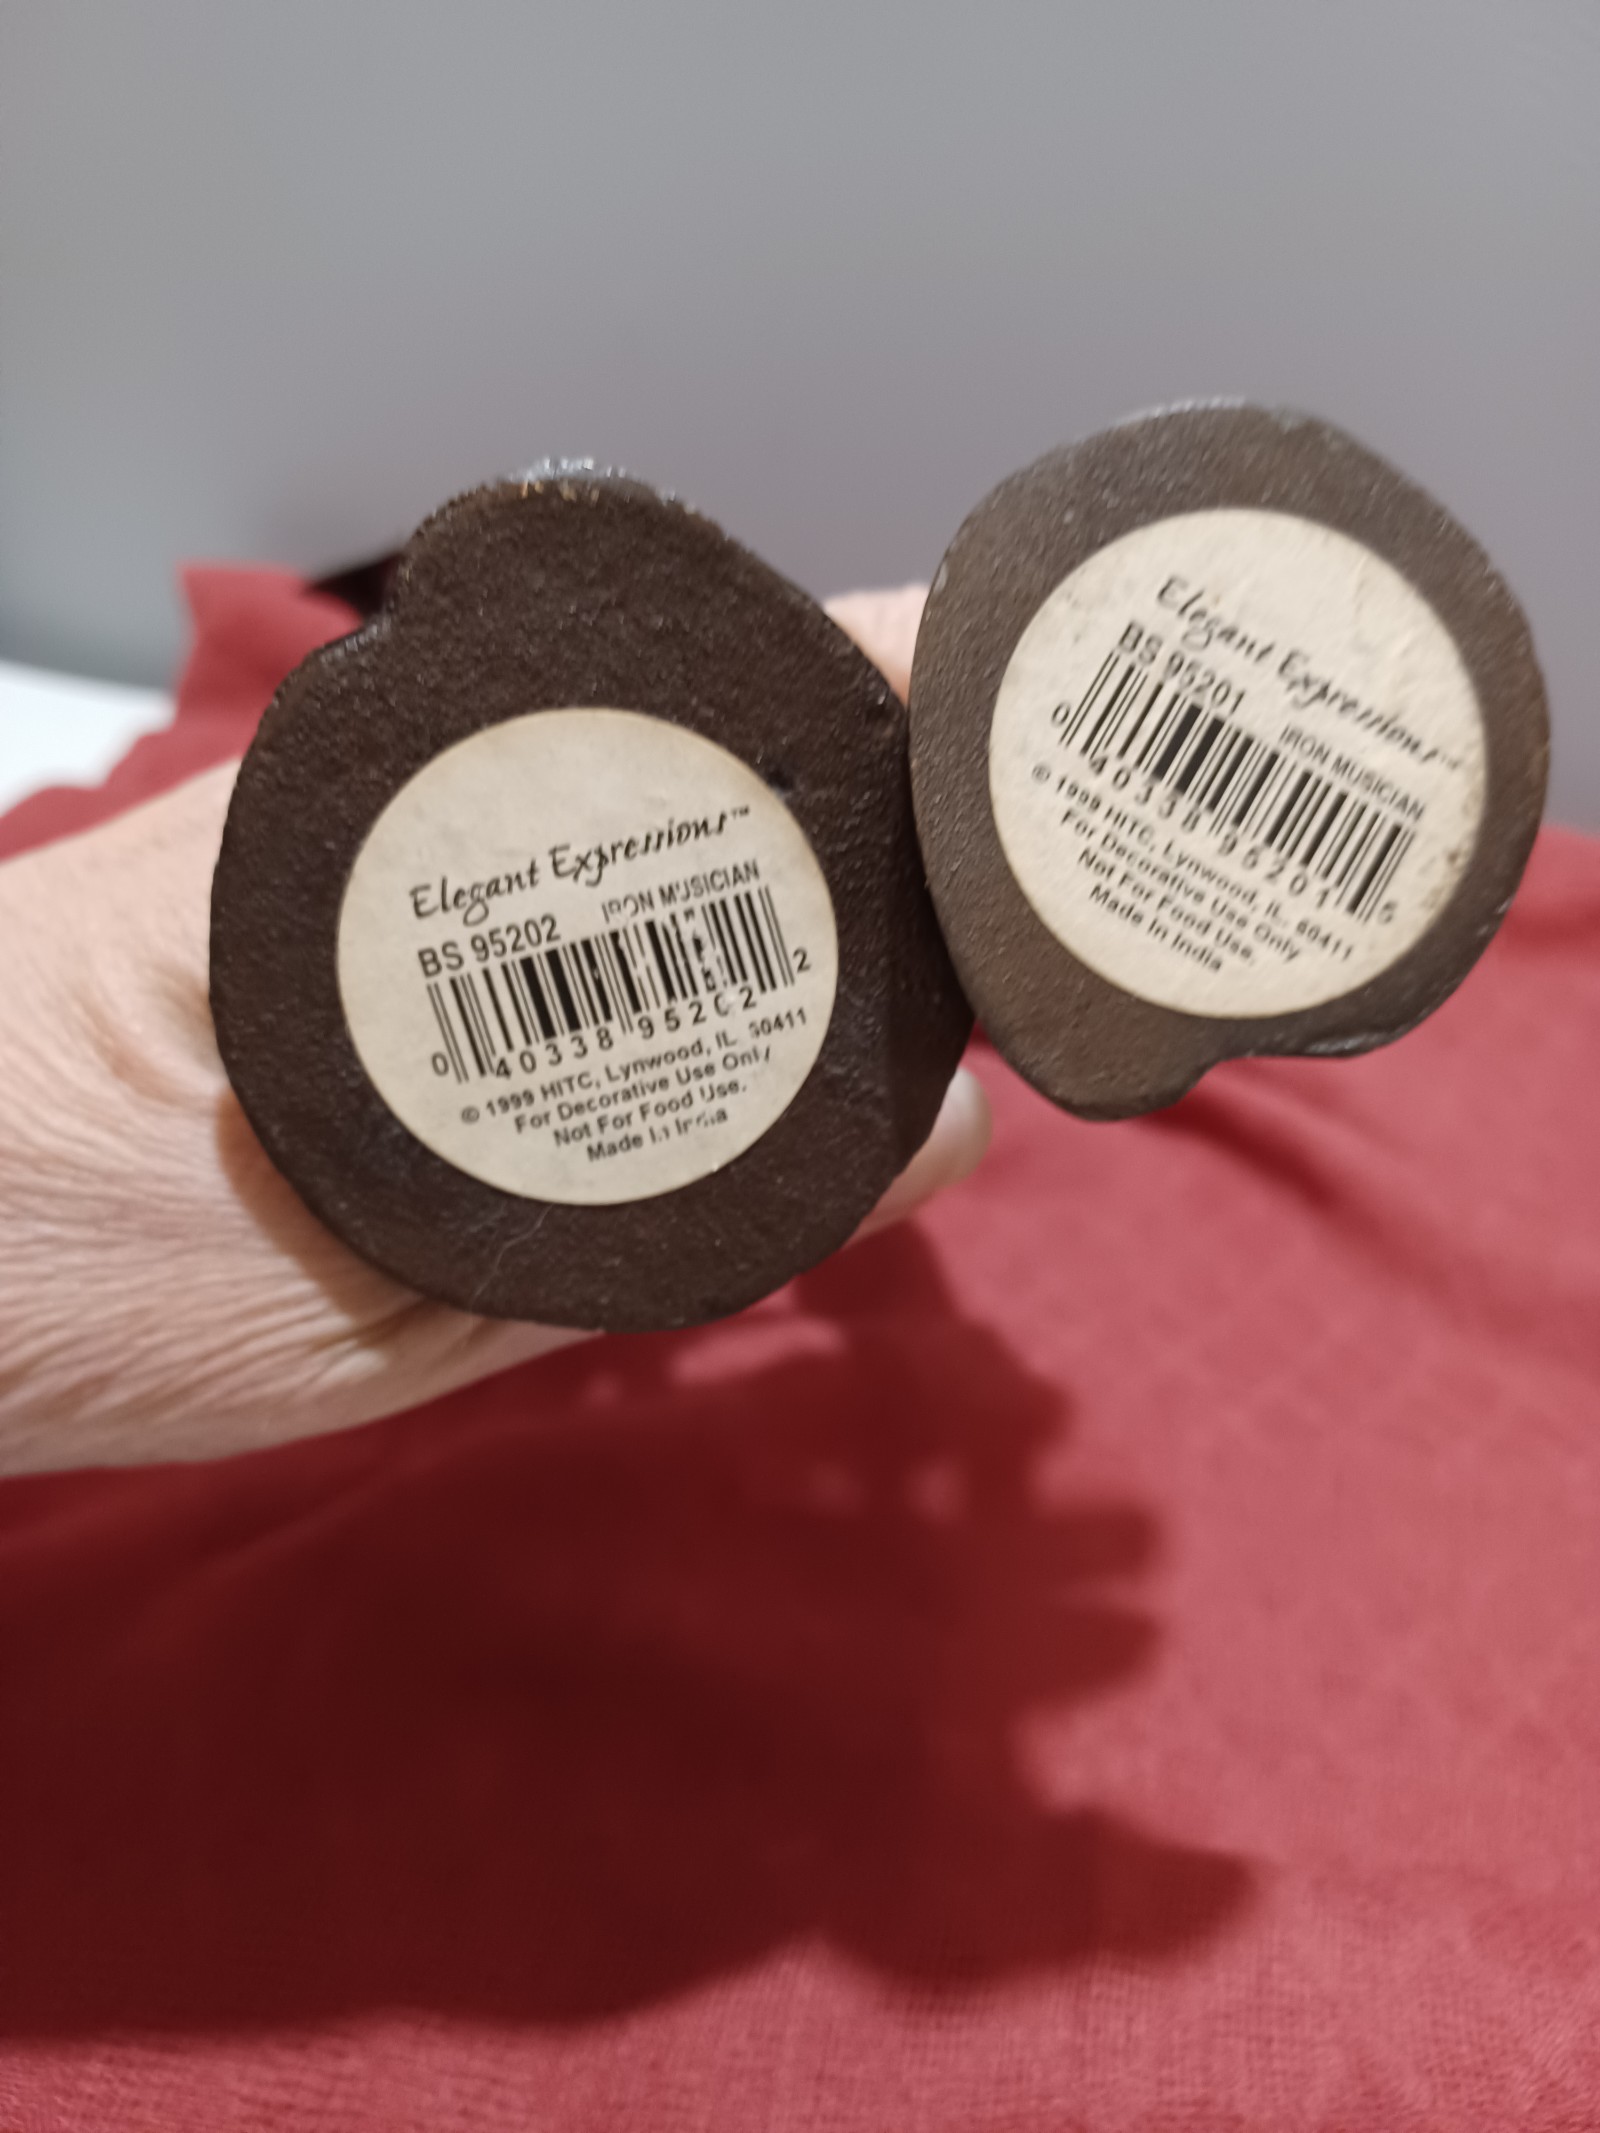 Elegant Expressions™
BS 95202
IRON MUSICIAN
0 40338 95202 2
© 1999 HITC, Lynwood, IL 60411
For Decorative Use Only
Not For Food Use.
Made In India
Elegant Expressions™
BS 95201
IRON MUSICIAN
0 40338 95201 5
© 1999 HITC, Lynwood, IL. 60411
For Decorative Use Only
Not For Food Use.
Made In India